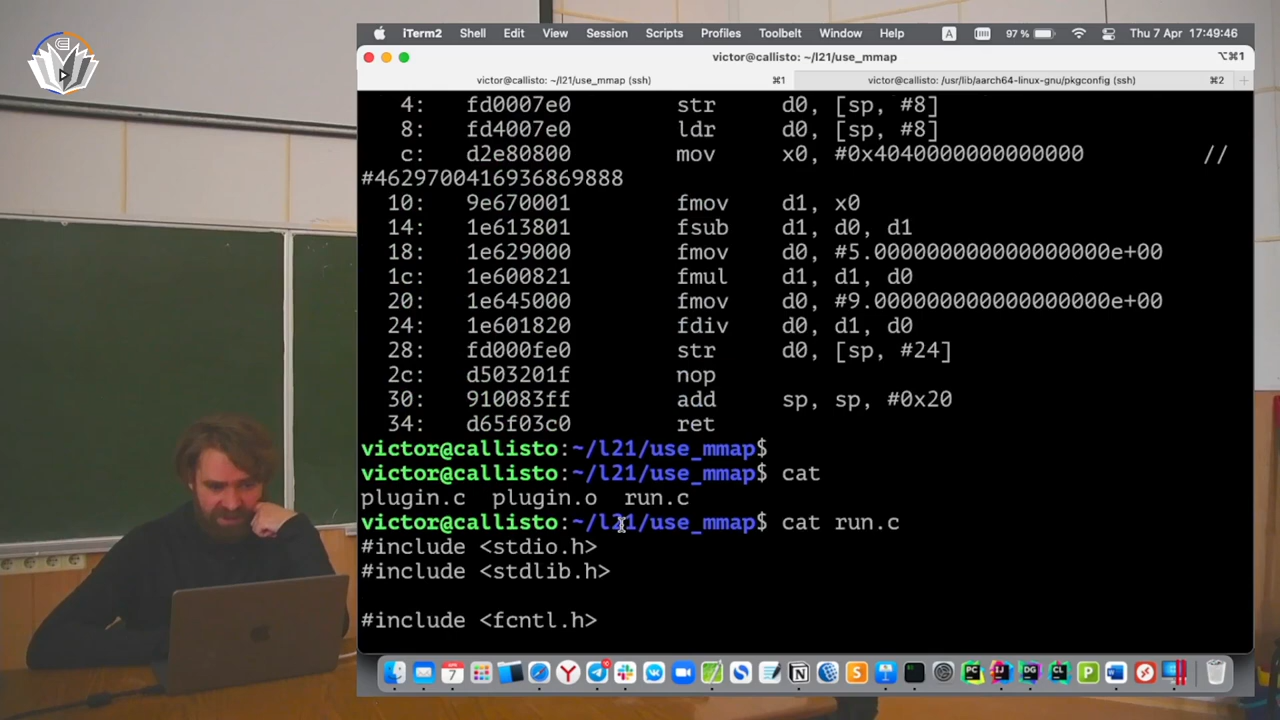 iTerm2 Shell Edit View Session Scripts Profiles Toolbelt Window Help A 97 % Thu 7 Apr 17:49:46
victor@callisto: ~/l21/use_mmap ⌥⌘1
victor@callisto: ~/l21/use_mmap (ssh) ⌘1 victor@callisto: /usr/lib/aarch64-linux-gnu/pkgconfig (ssh) ⌘2 +
4: fd0007e0 str d0, [sp, #8]
8: fd4007e0 ldr d0, [sp, #8]
c: d2e80800 mov x0, #0x4040000000000000 //
#4629700416936869888
10: 9e670001 fmov d1, x0
14: 1e613801 fsub d1, d0, d1
18: 1e629000 fmov d0, #5.000000000000000000e+00
1c: 1e600821 fmul d1, d1, d0
20: 1e645000 fmov d0, #9.000000000000000000e+00
24: 1e601820 fdiv d0, d1, d0
28: fd000fe0 str d0, [sp, #24]
2c: d503201f nop
30: 910083ff add sp, sp, #0x20
34: d65f03c0 ret
victor@callisto:~/l21/use_mmap$
victor@callisto:~/l21/use_mmap$ cat
plugin.c plugin.o run.c
victor@callisto:~/l21/use_mmap$ cat run.c
#include <stdio.h>
#include <stdlib.h>
#include <fcntl.h>